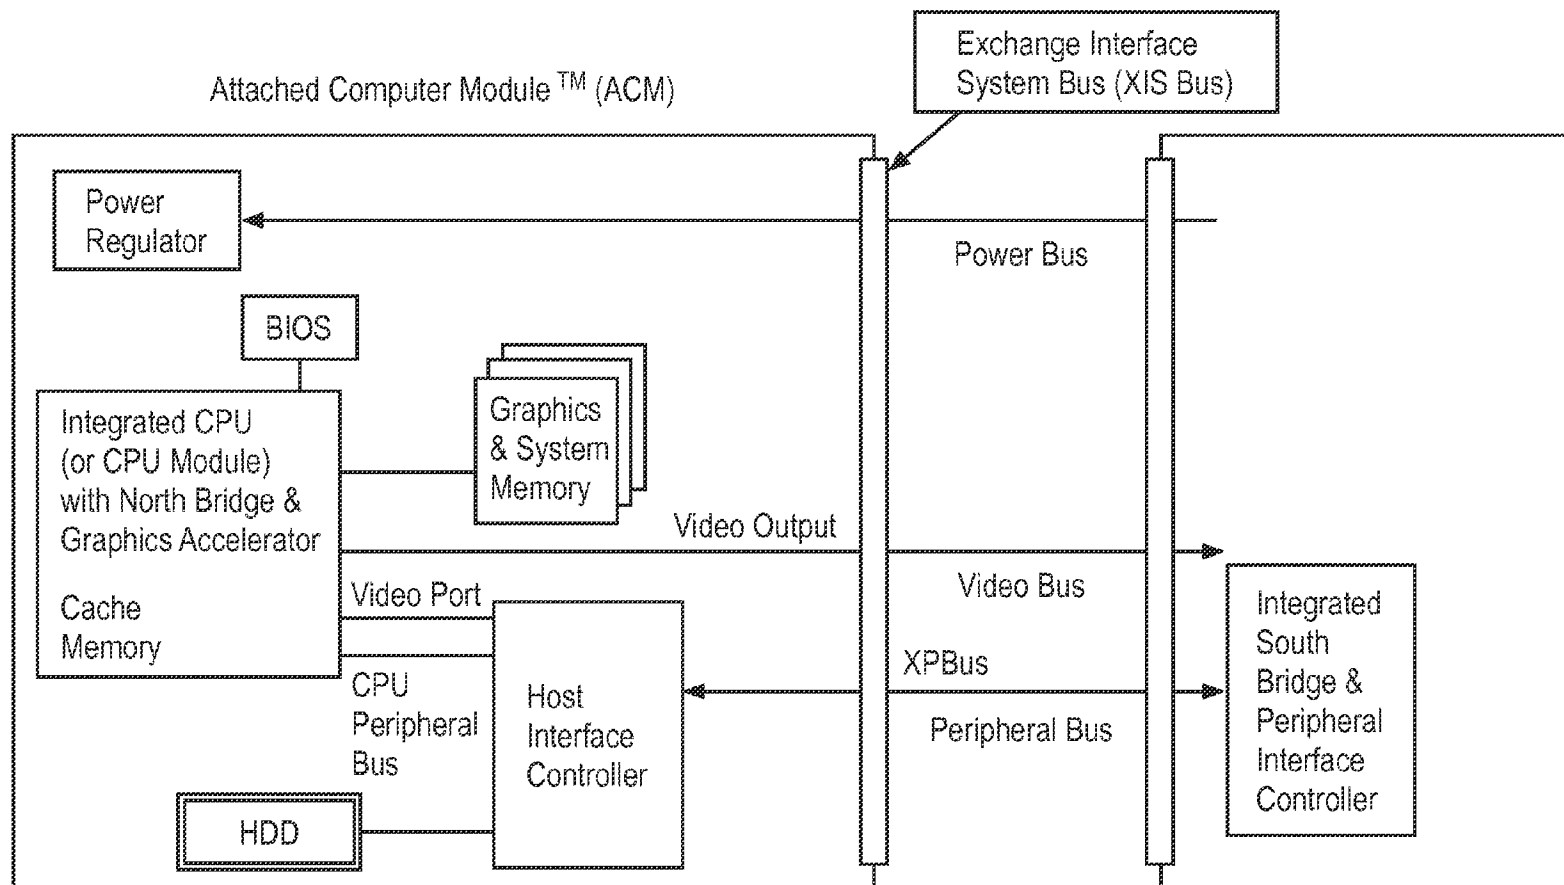 Exchange Interface
System Bus (XIS Bus)
Attached Computer Module TM (ACM)
Power
Regulator
Power Bus
BIOS
Integrated CPU
(or CPU Module)
with North Bridge &
Graphics Accelerator
Cache
Memory
Graphics
& System
Memory
Video Output
Video Bus
Video Port
CPU
Peripheral
Bus
Host
Interface
Controller
XPBus
Peripheral Bus
Integrated
South
Bridge &
Peripheral
Interface
Controller
HDD